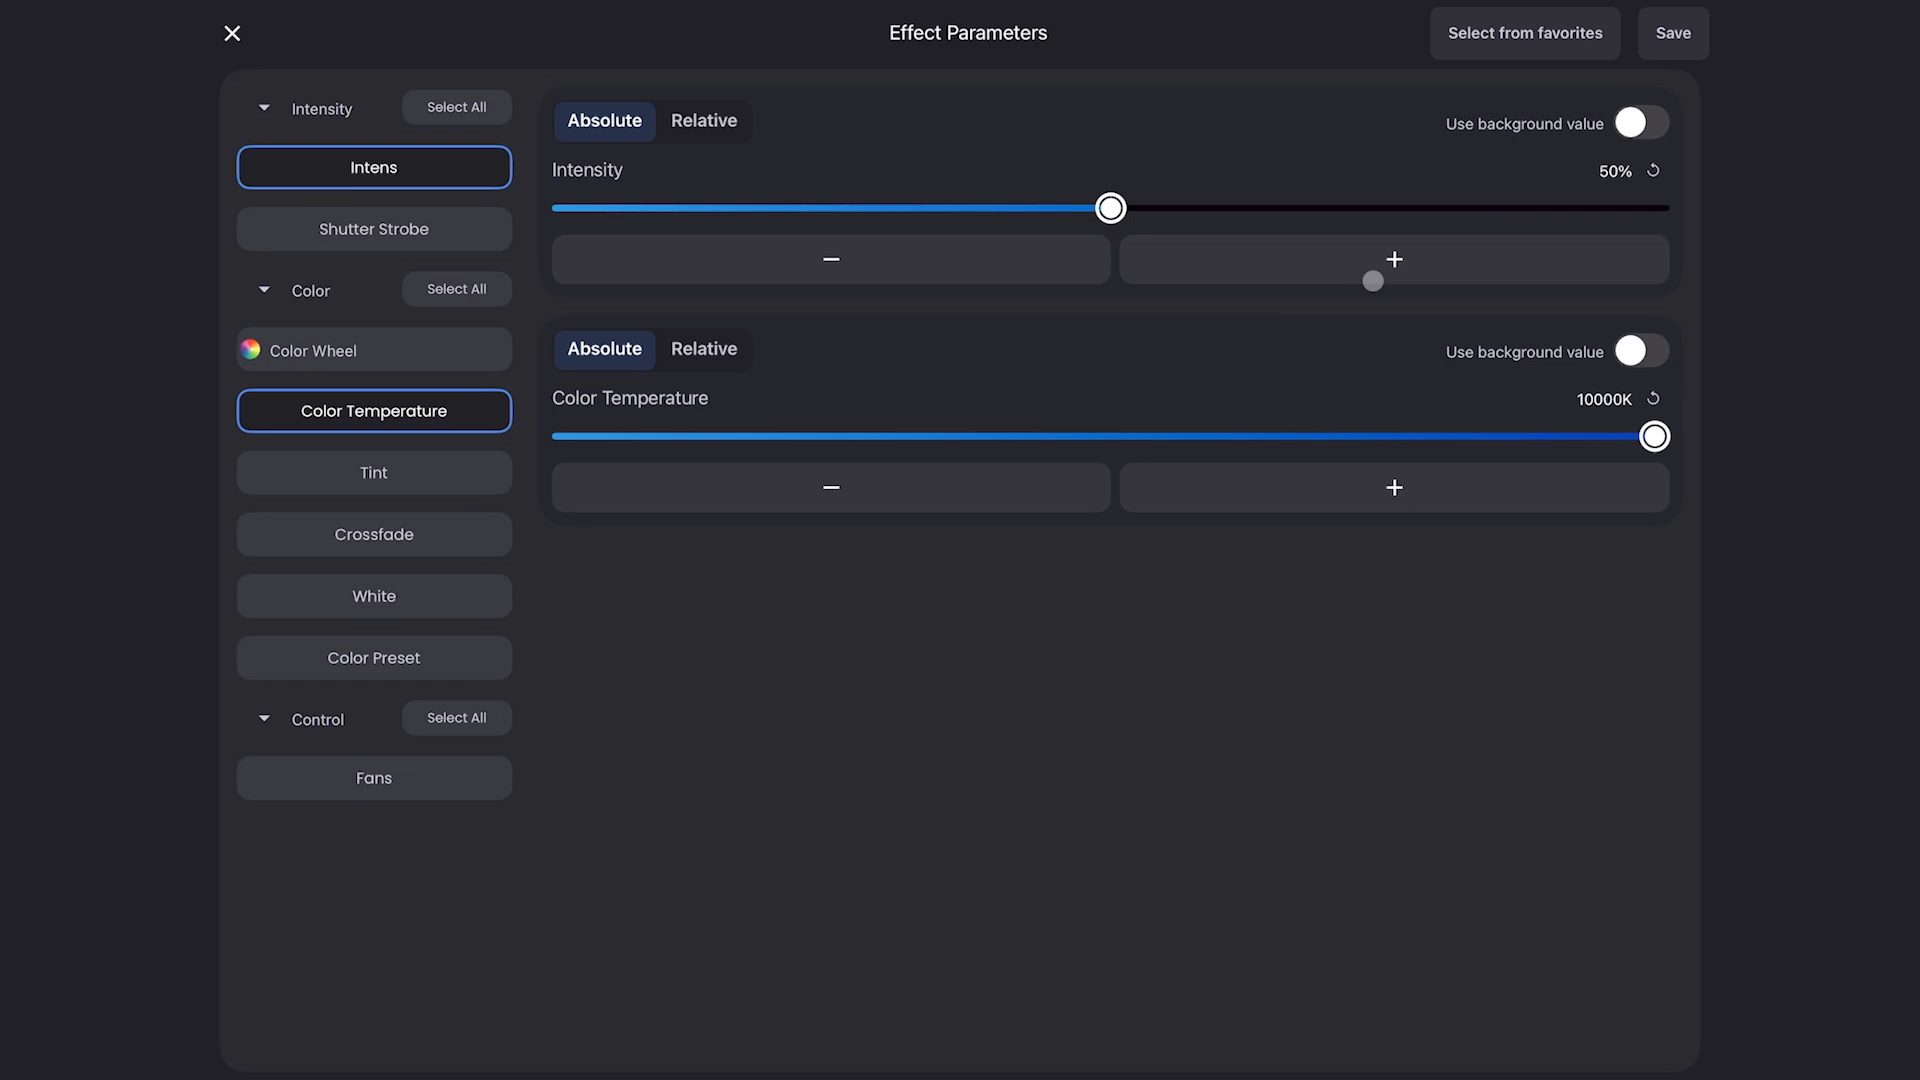 Effect Parameters
Select from favorites
Save
Intensity
Select All
Intens
Shutter Strobe
Color
Select All
Color Wheel
Color Temperature
Tint
Crossfade
White
Color Preset
Control
Select All
Fans
Absolute
Relative
Use background value
Intensity
50%
Absolute
Relative
Use background value
Color Temperature
10000K